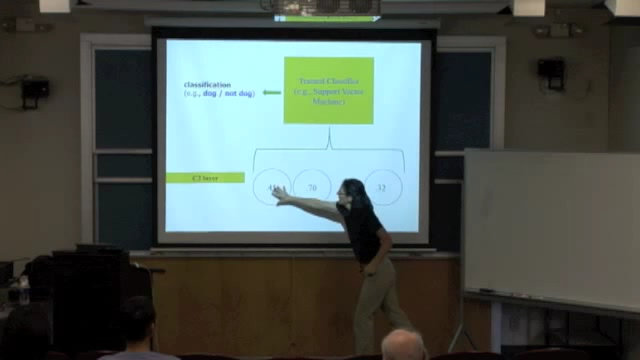 Trained Classifier
classification
(e.g., dog / not dog)
(e.g., Support Vector
Machine)
C2 layer
.70
.32